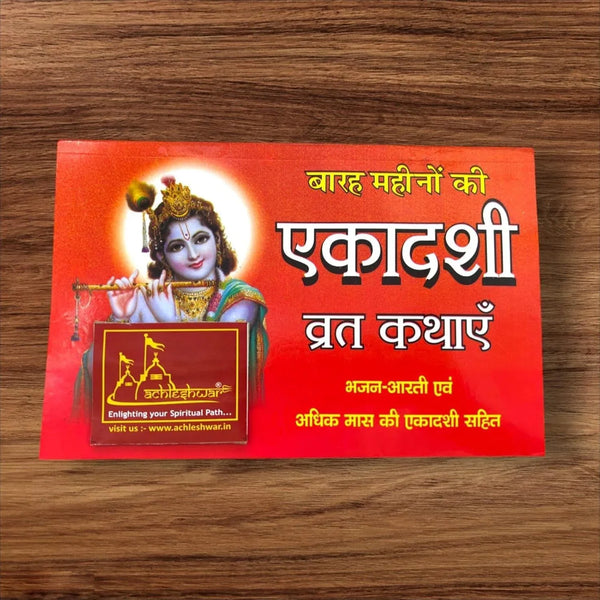 बारह महीनों की
एकादशी
व्रत कथाएँ
भजन-आरती एवं
अधिक मास की एकादशी सहित
achleshwar®
Enlighting your Spiritual Path...
visit us :- www.achleshwar.in